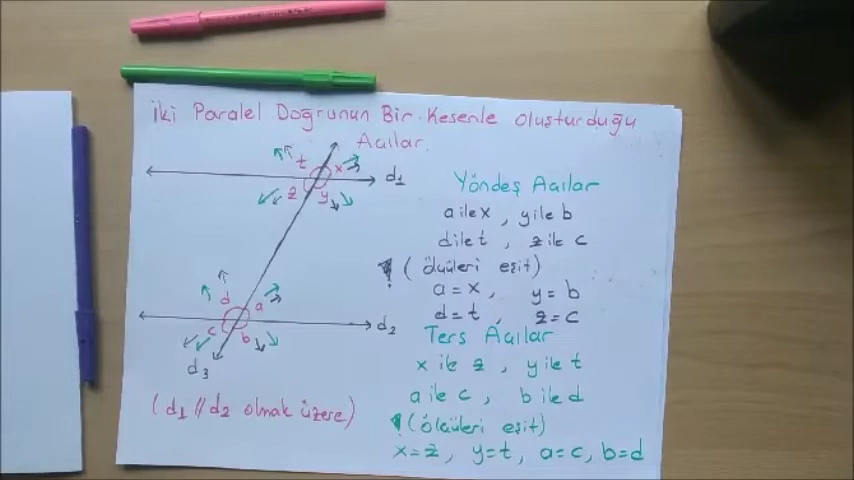 İki Paralel Doğrunun Bir Kesenle oluşturduğu
Açılar.
t x
d1
z y
d a
d2
c b
d3
(d1 // d2 olmak üzere)
Yöndeş Açılar
a ile x , y ile b
d ile t , z ile c
! (ölçüleri eşit)
a = x , y = b
d = t , z = c
Ters Açılar
x ile z , y ile t
a ile c , b ile d
! (ölçüleri eşit)
x = z , y = t , a = c , b = d